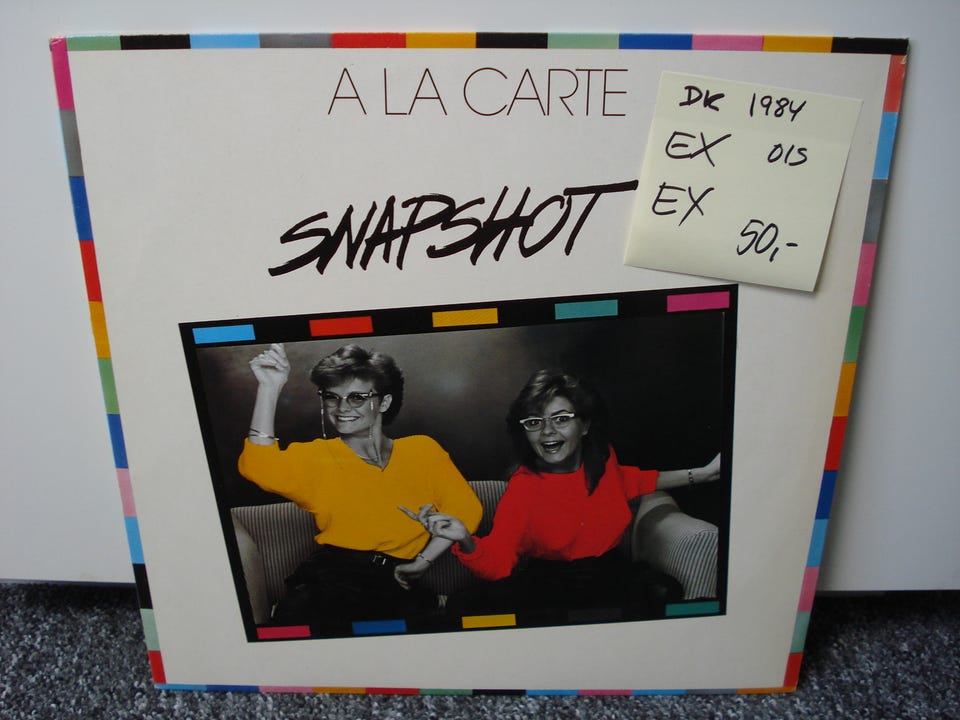 A LA CARTE
SNAPSHOT
DK 1984
EX OIS
EX
50,-